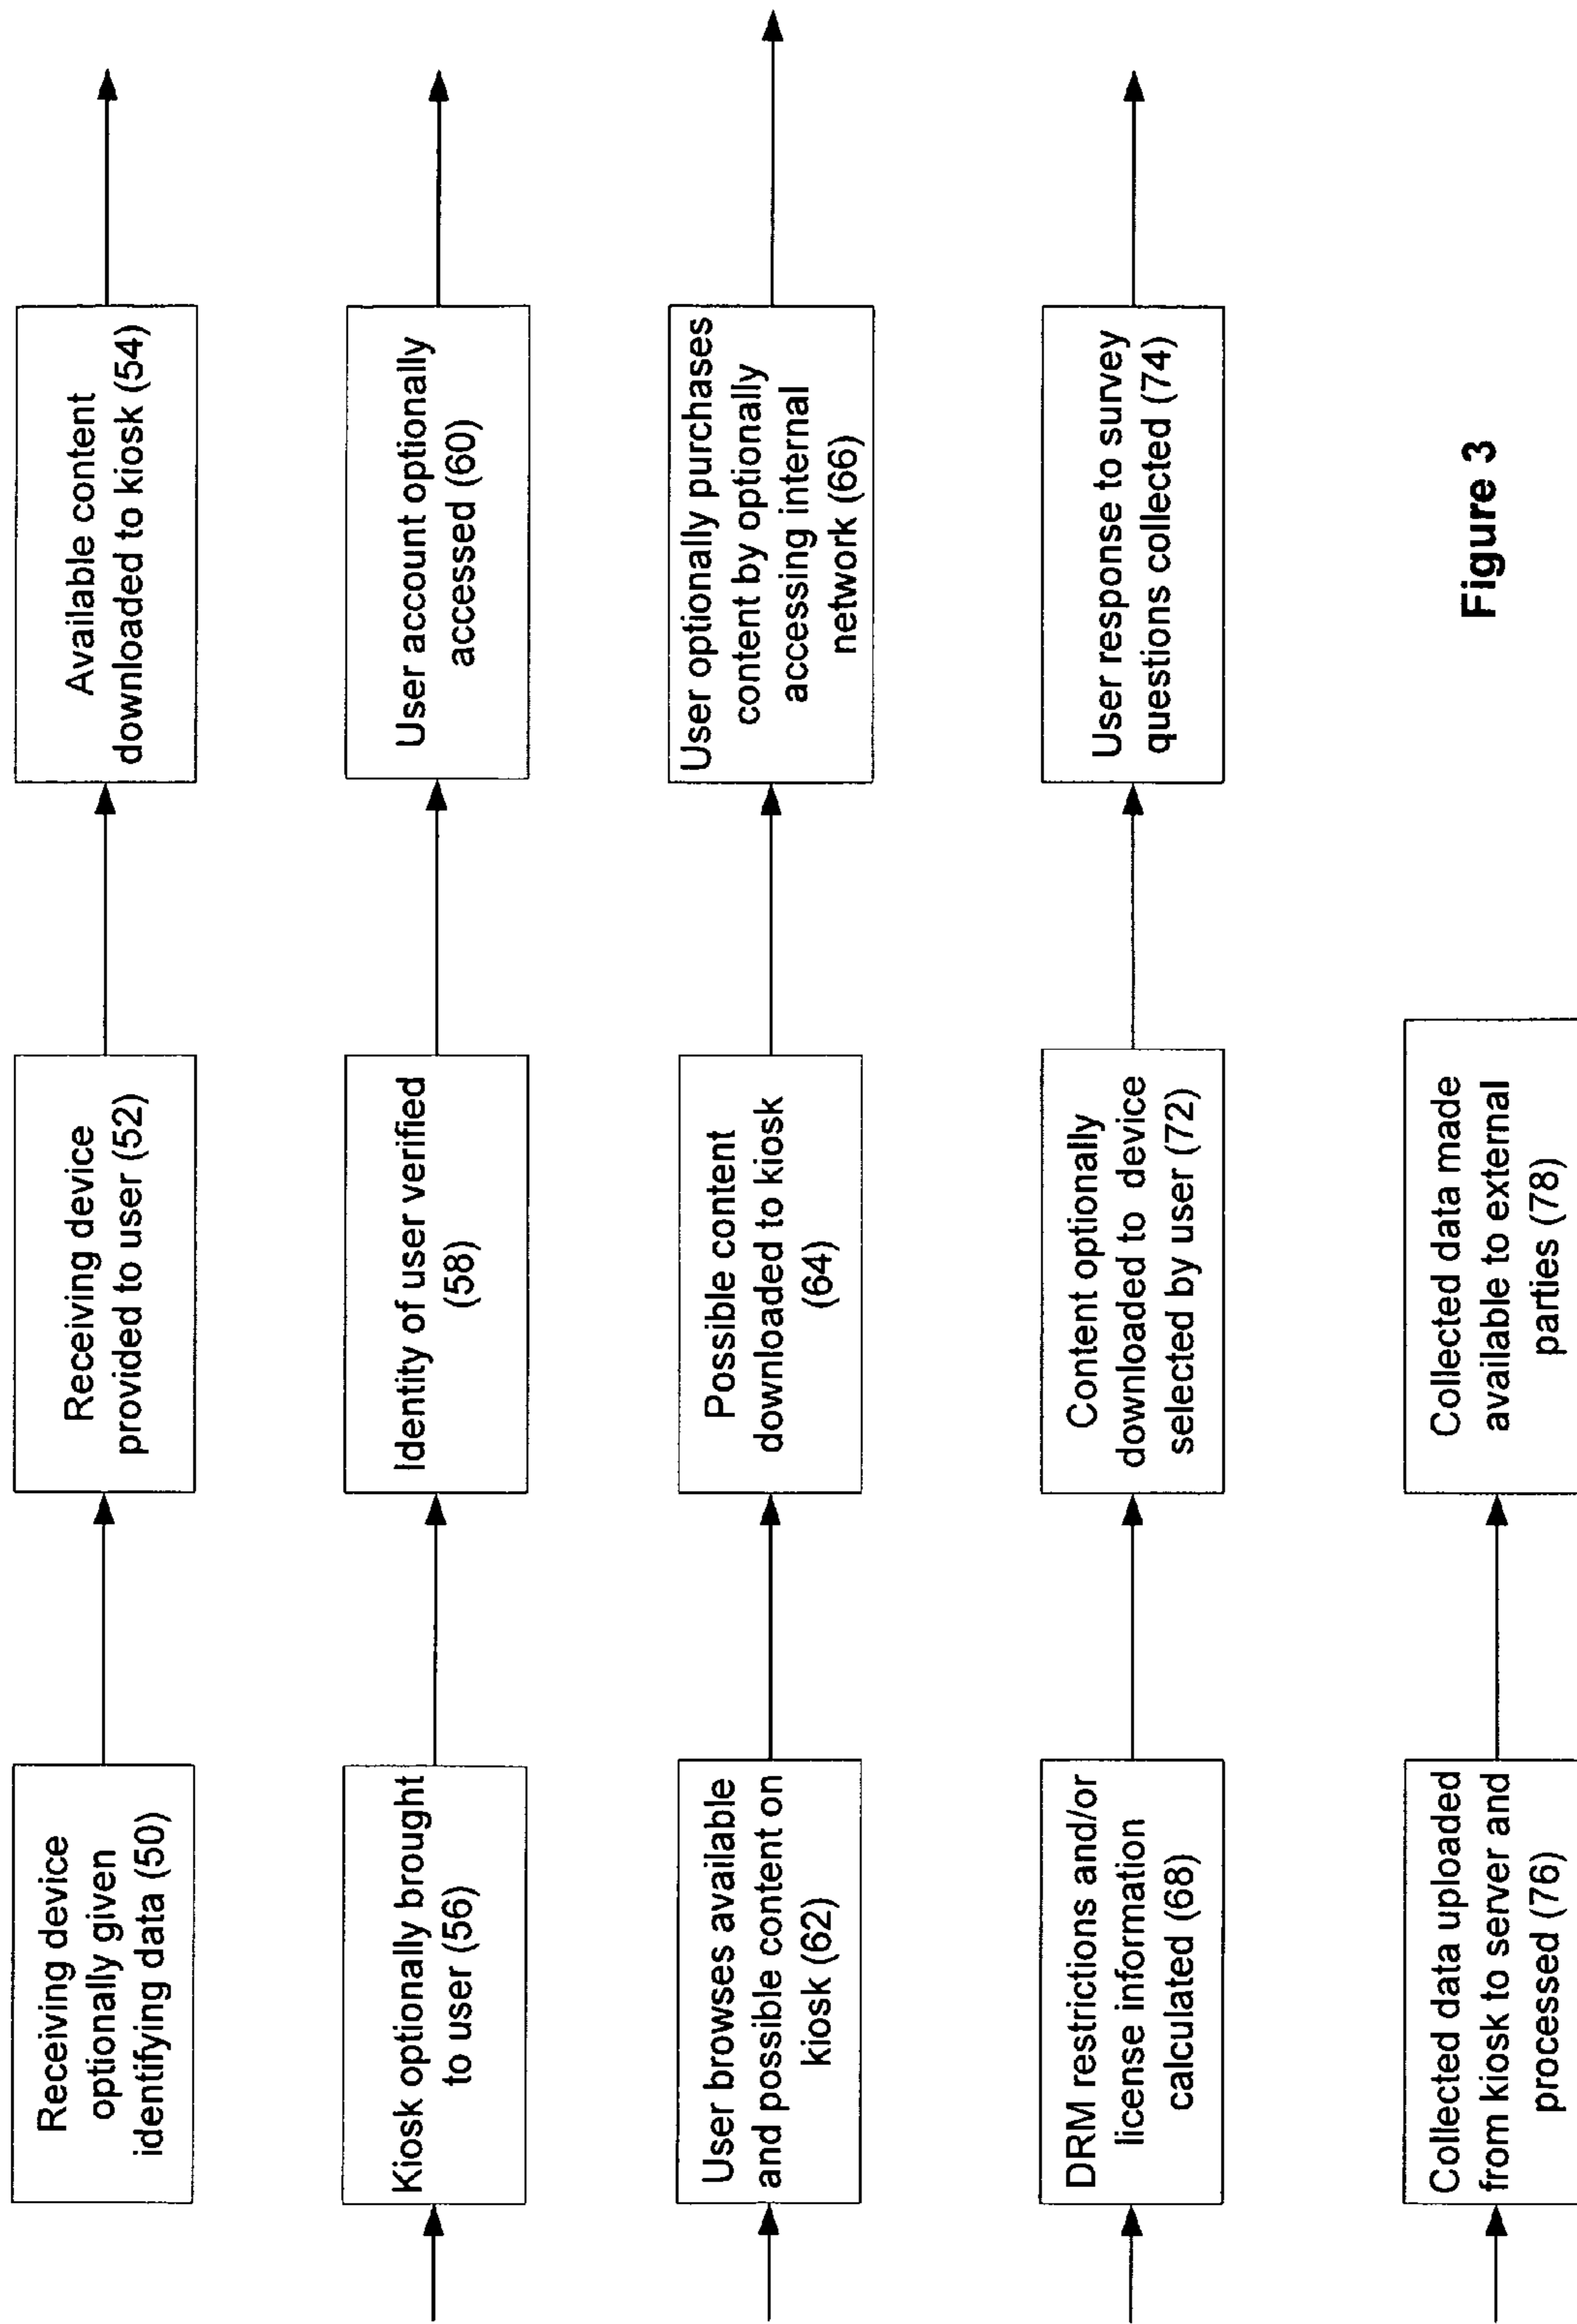 Receiving device
optionally given
identifying data (50)
Receiving device
provided to user (52)
Available content
downloaded to kiosk (54)
Kiosk optionally brought
to user (56)
Identity of user verified
(58)
User account optionally
accessed (60)
User browses available
and possible content on
kiosk (62)
Possible content
downloaded to kiosk
(64)
User optionally purchases
content by optionally
accessing internal
network (66)
DRM restrictions and/or
license information
calculated (68)
Content optionally
downloaded to device
selected by user (72)
User response to survey
questions collected (74)
Collected data uploaded
from kiosk to server and
processed (76)
Collected data made
available to external
parties (78)
Figure 3